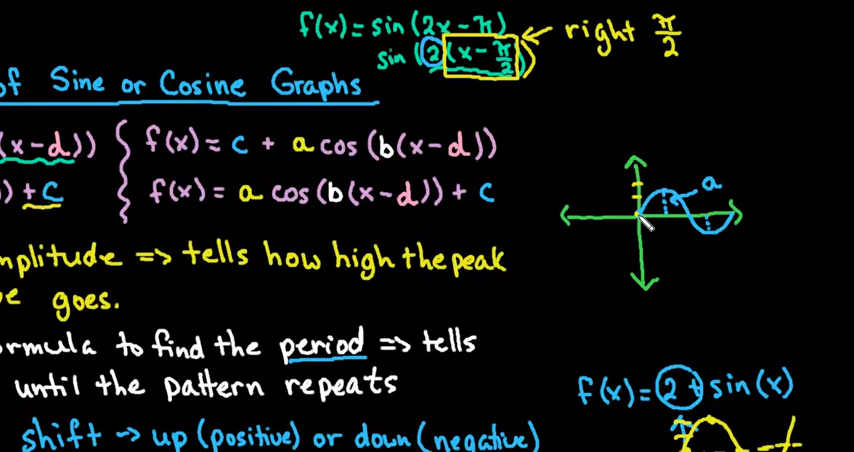 f(x) = sin (2x - π)
sin (2(x - π/2))
right π/2
of Sine or Cosine Graphs
(x-d)) f(x) = c + a cos (b(x-d))
) + c f(x) = a cos (b(x-d)) + c
a
mplitude => tells how high the peak
goes.
ormula to find the period => tells
until the pattern repeats
f(x) = 2 + sin(x)
shift → up (positive) or down (negative)